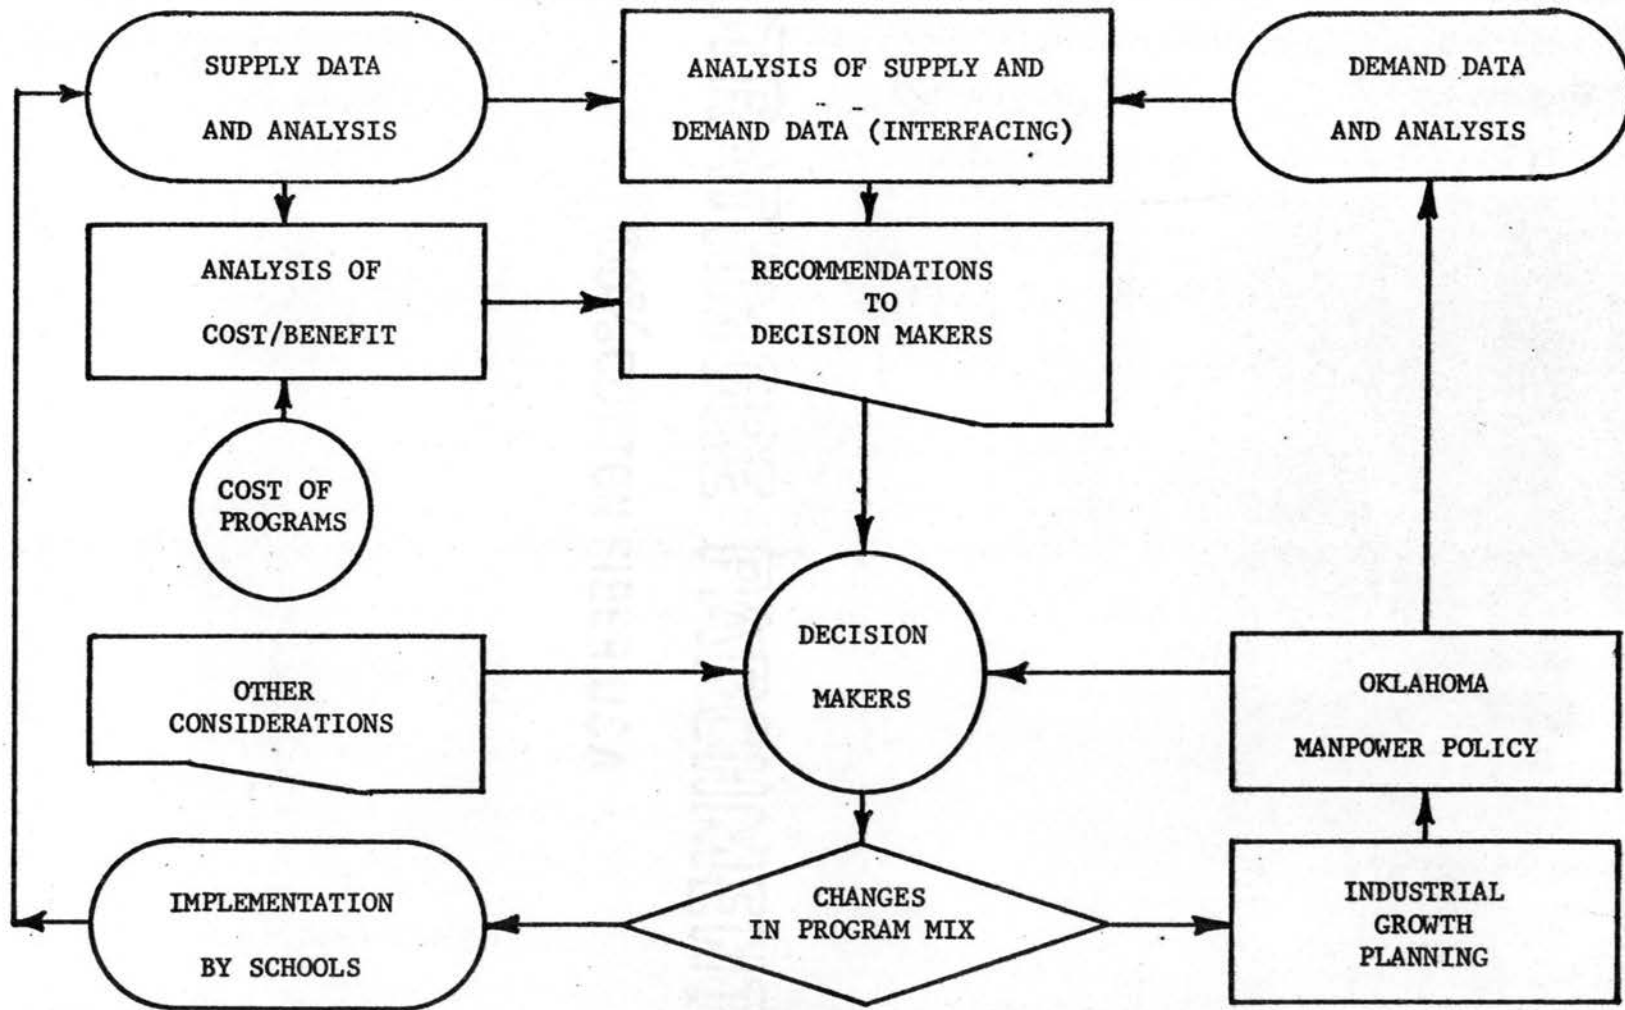 SUPPLY DATA
AND ANALYSIS
ANALYSIS OF SUPPLY AND
DEMAND DATA (INTERFACING)
DEMAND DATA
AND ANALYSIS
ANALYSIS OF
COST/BENEFIT
RECOMMENDATIONS
TO
DECISION MAKERS
COST OF
PROGRAMS
DECISION
MAKERS
OTHER
CONSIDERATIONS
OKLAHOMA
MANPOWER POLICY
IMPLEMENTATION
BY SCHOOLS
CHANGES
IN PROGRAM MIX
INDUSTRIAL
GROWTH
PLANNING